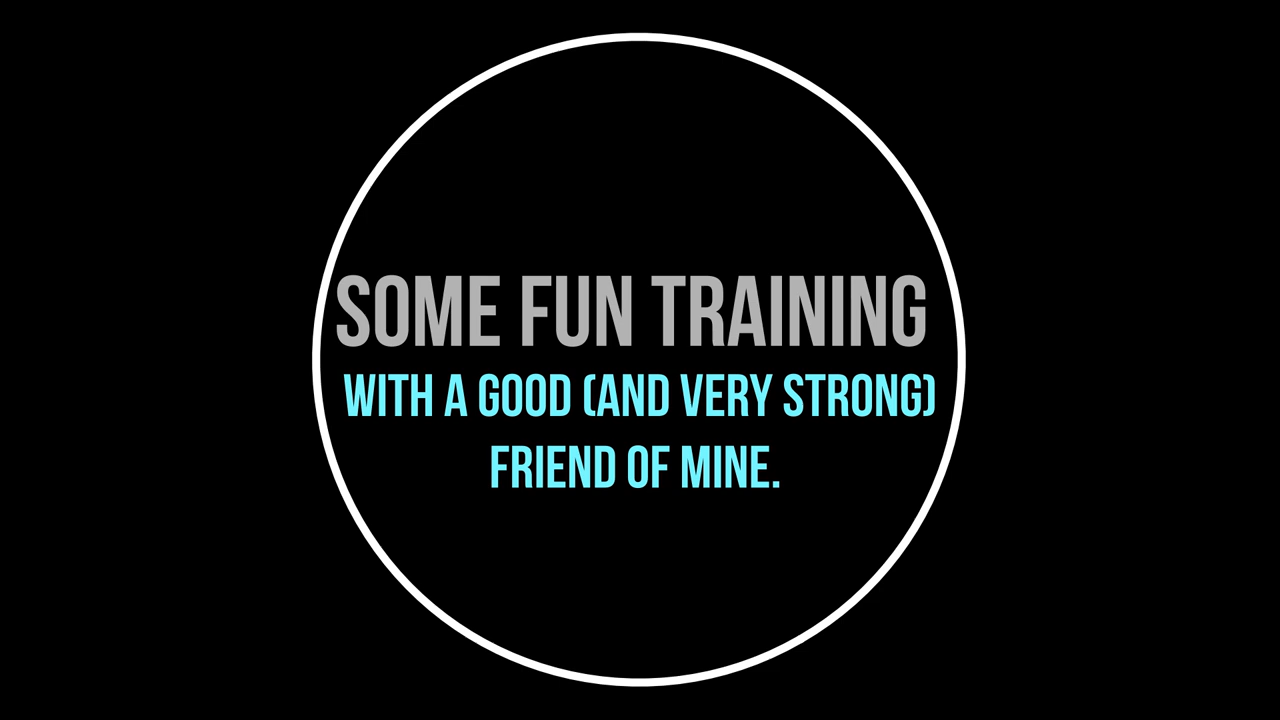 SOME FUN TRAINING
WITH A GOOD (AND VERY STRONG)
FRIEND OF MINE.